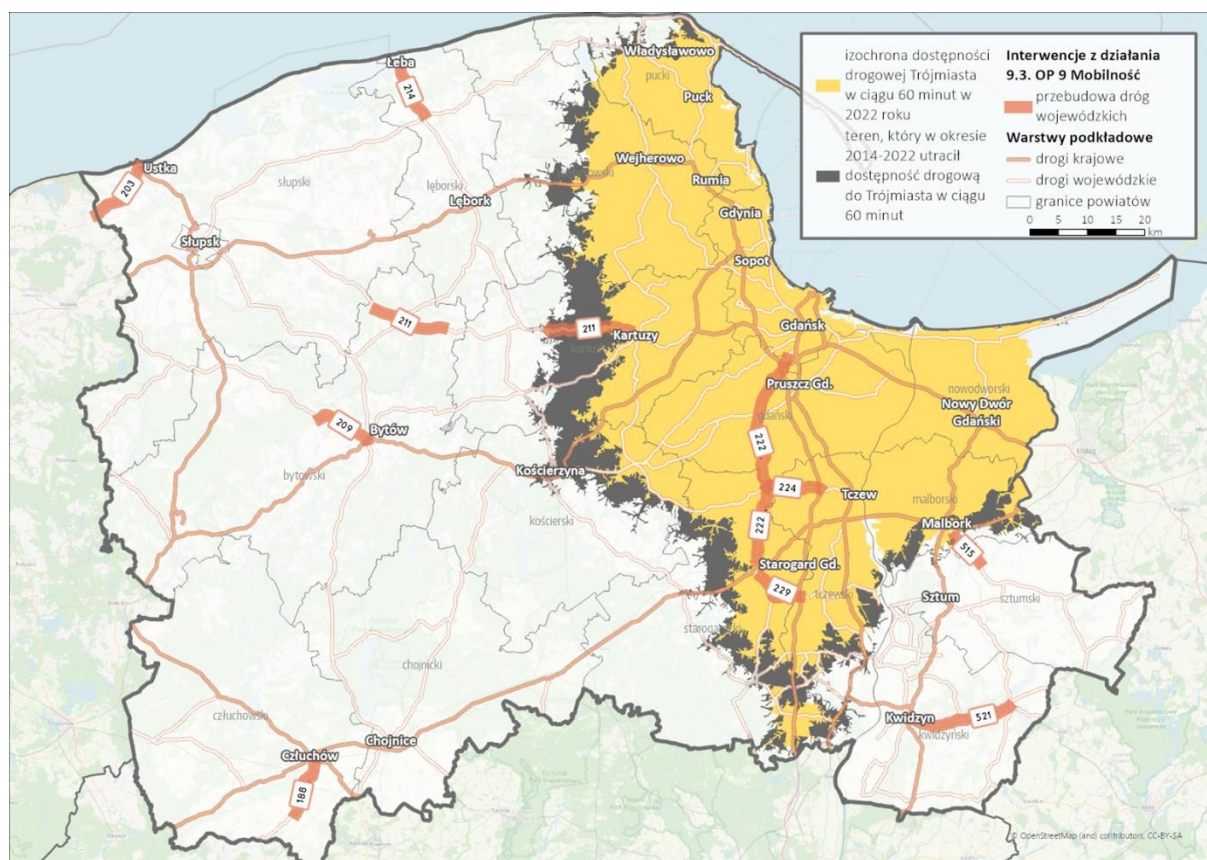 izochrona dostępności
drogowej Trójmiasta
w ciągu 60 minut w
2022 roku
teren, który w okresie
2014-2022 utracił
dostępność drogową
do Trójmiasta w ciągu
60 minut
Interwencje z działania
9.3. OP 9 Mobilność
przebudowa dróg
wojewódzkich
Warstwy podkładowe
drogi krajowe
drogi wojewódzkie
granice powiatów
0 5 10 15 20
km
Władysławowo
pucki
Puck
Łeba
214
Wejherowo
Rumia
Ustka
203
słupski
lęborski
Lębork
Gdynia
Słupsk
Sopot
211
211
Kartuzy
Gdańsk
Pruszcz Gd.
gdański
nowodworski
Nowy Dwór
Gdański
209
Bytów
222
bytowski
Kościerzyna
224
Tczew
kościerski
malborski
Malbork
222
515
Starogard Gd.
229
tczewski
Sztum
sztumski
chojnicki
człuchowski
Kwidzyn
521
kwidzyński
Chojnice
Człuchów
188
© OpenStreetMap (and) contributors, CC-BY-SA